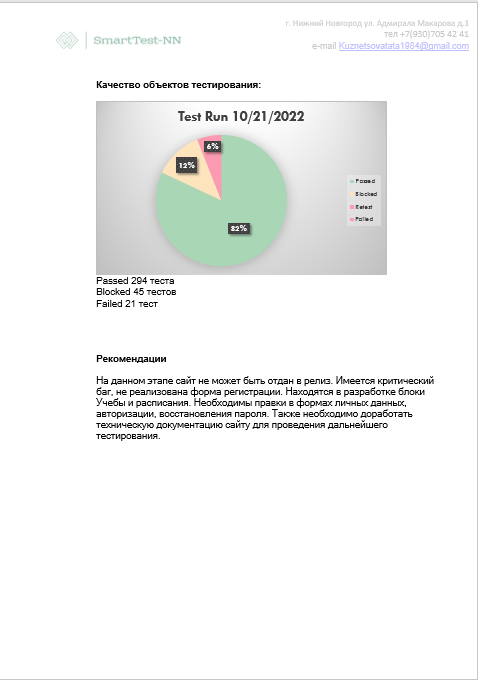 г. Нижний Новгород ул. Адмирала Макарова д.1
тел +7(930)705 42 41
e-mail Kuznetsovatata1984@gmail.com
SmartTest-NN
Качество объектов тестирования:
Test Run 10/21/2022
6%
12%
82%
Passed
Blocked
Retest
Failed
Passed 294 теста
Blocked 45 тестов
Failed 21 тест
Рекомендации
На данном этапе сайт не может быть отдан в релиз. Имеется критический
баг, не реализована форма регистрации. Находятся в разработке блоки
Учебы и расписания. Необходимы правки в формах личных данных,
авторизации, восстановления пароля. Также необходимо доработать
техническую документацию сайту для проведения дальнейшего
тестирования.